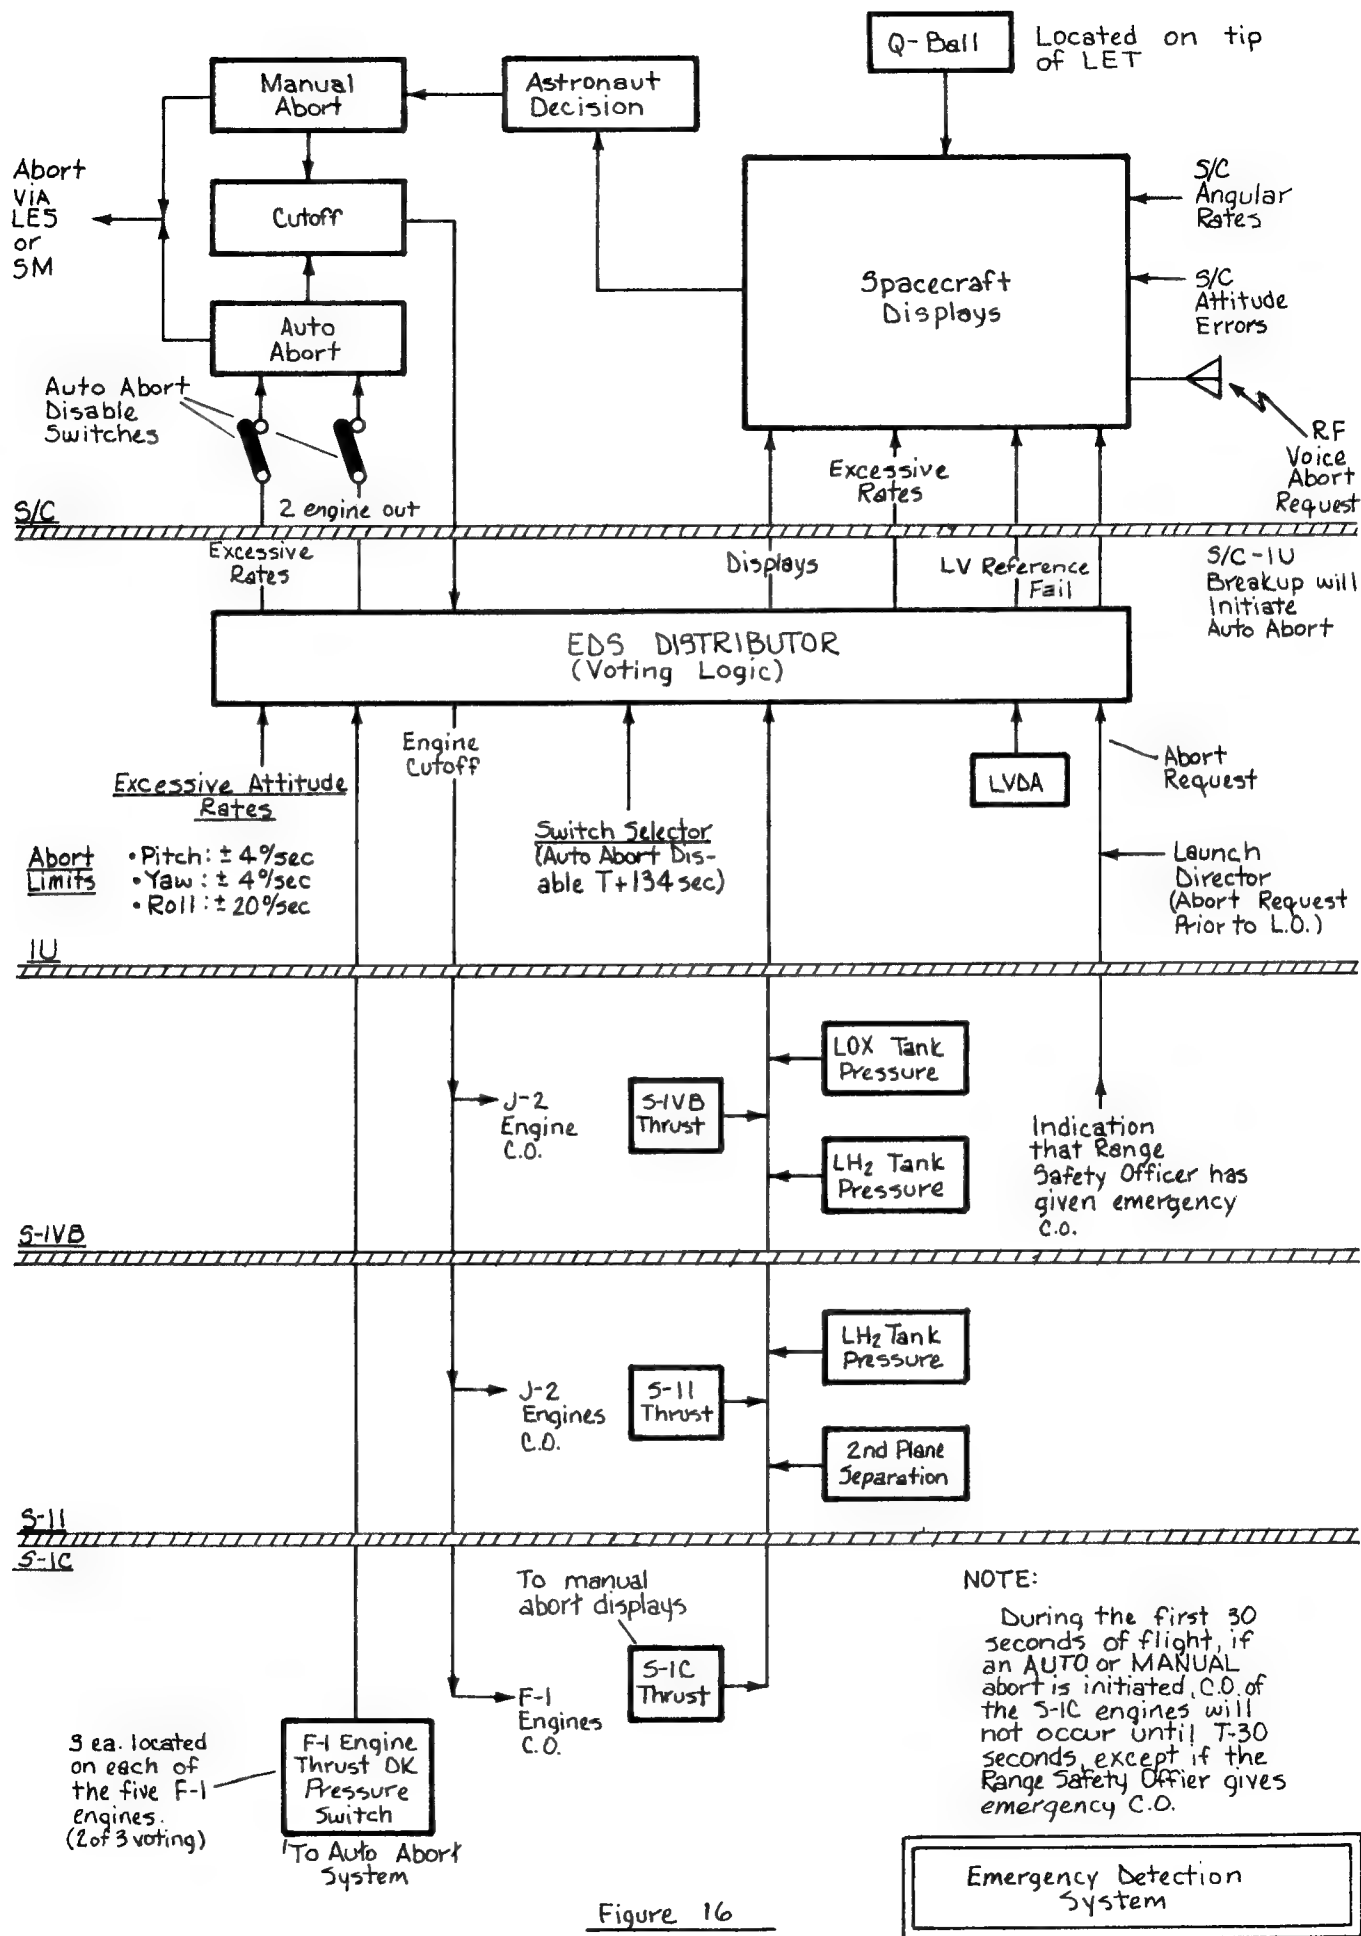 Q-Ball
Located on tip
of LET
Manual
Abort
Astronaut
Decision
Abort
VIA
LES
or
SM
Cutoff
S/C
Angular
Rates
Spacecraft
Displays
S/C
Attitude
Errors
Auto
Abort
Auto Abort
Disable
Switches
RF
Voice
Abort
Request
Excessive
Rates
2 engine out
S/C
Excessive
Rates
Displays
LV Reference
Fail
S/C-IU
Breakup will
Initiate
Auto Abort
EDS DISTRIBUTOR
(Voting Logic)
Engine
Cutoff
Abort
Request
LVDA
Excessive Attitude
Rates
Abort
Limits
•Pitch: ± 4°/sec
•Yaw: ± 4°/sec
•Roll: ± 20°/sec
Switch Selector
(Auto Abort Dis-
able T+134 sec)
Launch
Director
(Abort Request
Prior to L.O.)
IU
LOX Tank
Pressure
J-2
Engine
C.O.
S-IVB
Thrust
LH₂ Tank
Pressure
Indication
that Range
Safety Officer has
given emergency
C.O.
S-IVB
LH₂ Tank
Pressure
J-2
Engines
C.O.
S-II
Thrust
2nd Plane
Separation
S-II
S-IC
To manual
abort displays
S-IC
Thrust
F-1
Engines
C.O.
NOTE:
During the first 30
seconds of flight, if
an AUTO or MANUAL
abort is initiated, C.O. of
the S-IC engines will
not occur until T-30
seconds, except if the
Range Safety Offier gives
emergency C.O.
3 ea. located
on each of
the five F-1
engines.
(2 of 3 voting)
F-1 Engine
Thrust OK
Pressure
Switch
To Auto Abort
System
Emergency Detection
System
Figure 16